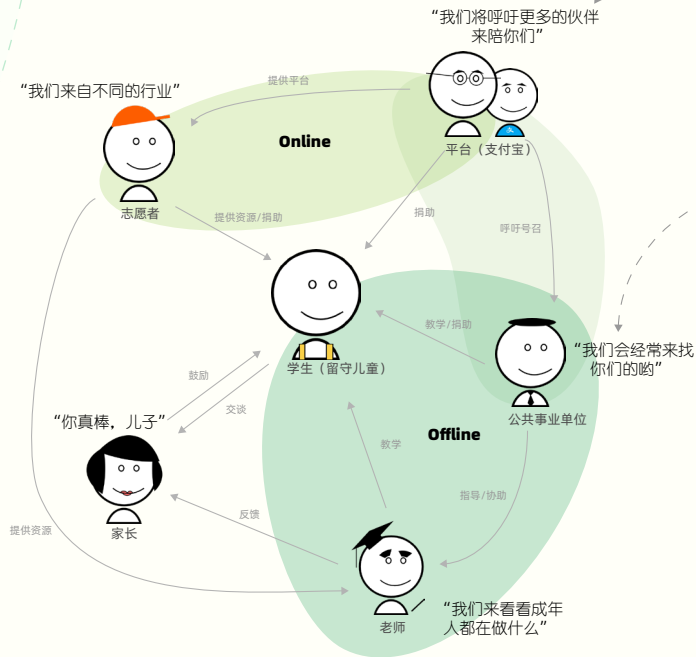 “我们将呼吁更多的伙伴
来陪你们”
“我们来自不同的行业”
提供平台
Online
支
平台（支付宝）
志愿者
提供资源/捐助
捐助
呼吁号召
教学/捐助
“我们会经常来找
你们的哟”
学生（留守儿童）
鼓励
交谈
公共事业单位
“你真棒，儿子”
教学
Offline
指导/协助
反馈
提供资源
家长
“我们来看看成年
人都在做什么”
老师